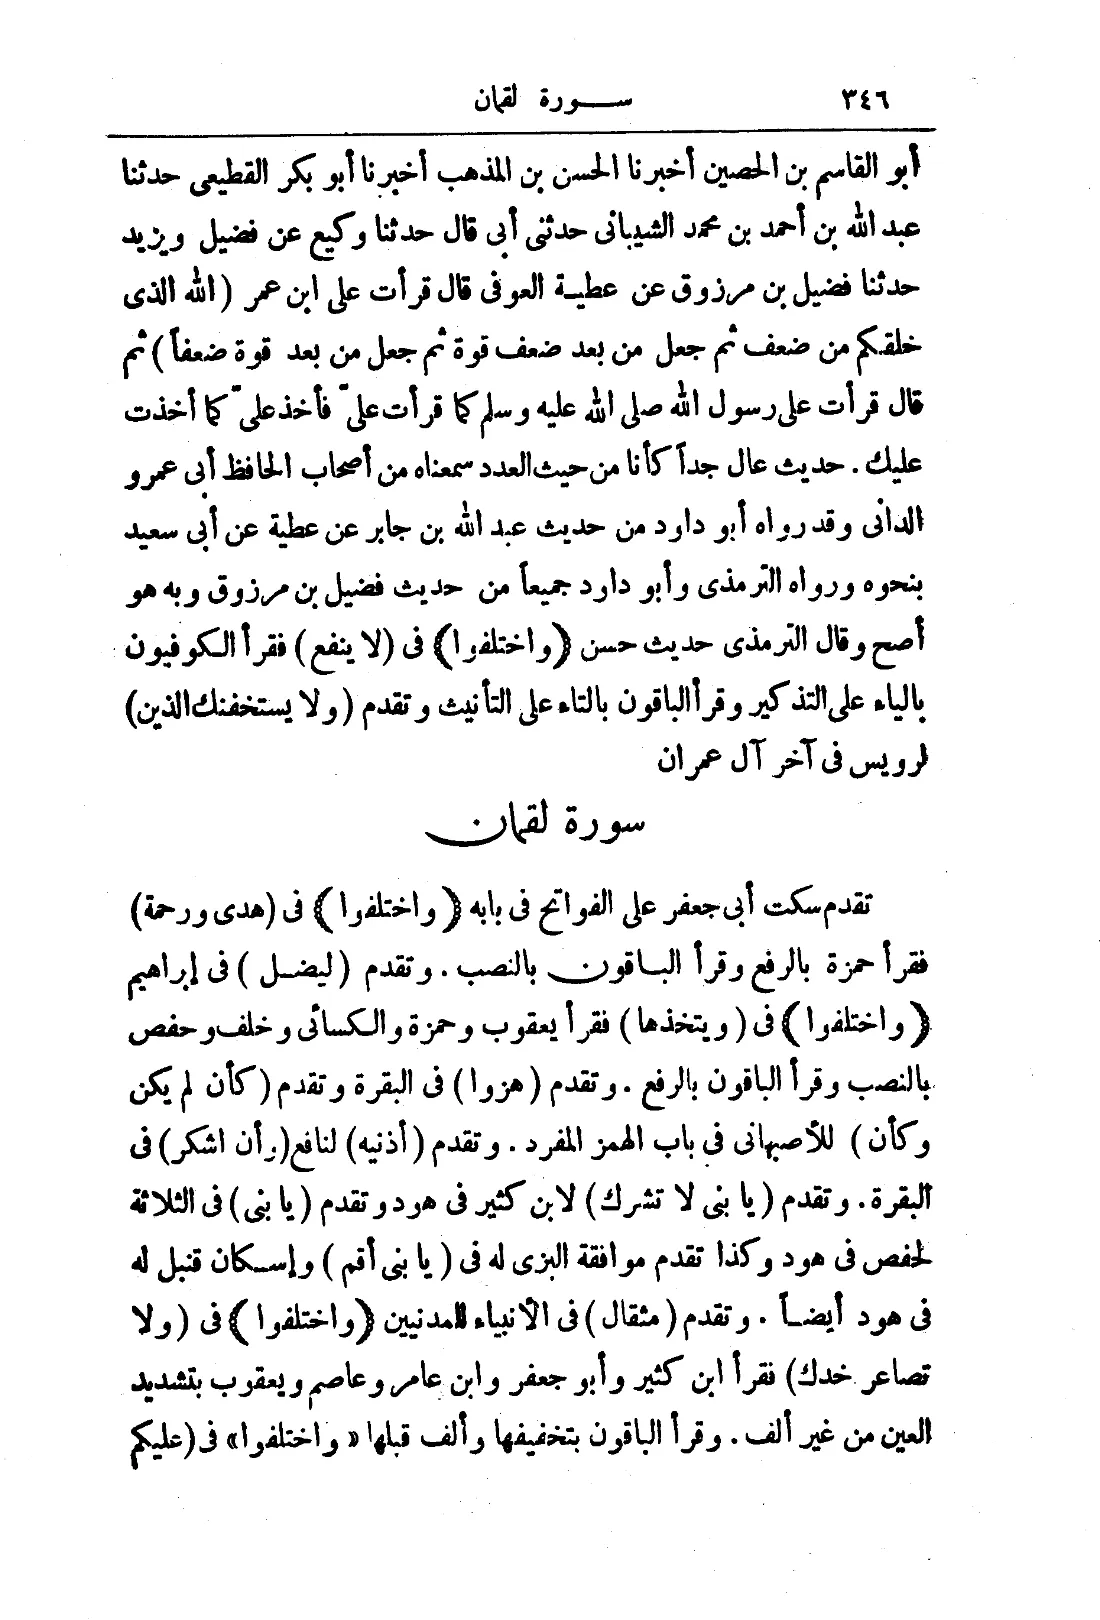 ٣٤٦ سورة لقمان
أبو القاسم بن الحصين أخبرنا الحسن بن المذهب أخبرنا أبو بكر القطيعى حدثنا
عبد الله بن أحمد بن محمد الشيبانى حدثنى أبى قال حدثنا وكيع عن فضيل ويزيد
حدثنا فضيل بن مرزوق عن عطية العوفى قال قرأت على ابن عمر (الله الذى
خلقكم من ضعف ثم جعل من بعد ضعف قوة ثم جعل من بعد قوة ضعفاً) ثم
قال قرأت على رسول الله صلى الله عليه وسلم كما قرأت علىّ فأخذ علىّ كما أخذت
عليك . حديث عال جداً كأنا من حيث العدد سمعناه من أصحاب الحافظ أبى عمرو
الدانى وقد رواه أبو داود من حديث عبد الله بن جابر عن عطية عن أبى سعيد
بنحوه ورواه الترمذى وأبو داود جميعاً من حديث فضيل بن مرزوق وبه هو
أصح وقال الترمذى حديث حسن ﴿واختلفوا﴾ فى (لا ينفع) فقرأ الكوفيون
بالياء على التذكير وقرأ الباقون بالتاء على التأنيث وتقدم (ولا يستخفنك الذين)
لرويس فى آخر آل عمران
سورة لقمان
تقدم سكت أبى جعفر على الفواتح فى بابه ﴿واختلفوا﴾ فى (هدى ورحمة)
فقرأ حمزة بالرفع وقرأ الباقون بالنصب . وتقدم (ليضل) فى إبراهيم
﴿واختلفوا﴾ فى (ويتخذها) فقرأ يعقوب وحمزة والكسائى وخلف وحفص
بالنصب وقرأ الباقون بالرفع . وتقدم (هزوا) فى البقرة وتقدم (كأن لم يكن
وكأن) للأصبهانى فى باب الهمز المفرد . وتقدم (أذنيه) لنافع (رأن اشكر) فى
البقرة . وتقدم (يا بنى لا تشرك) لابن كثير فى هود وتقدم (يا بنى) فى الثلاثة
لحفص فى هود وكذا تقدم موافقة البزى له فى (يا بنى أقم) وإسكان قنبل له
فى هود أيضاً . وتقدم (مثقال) فى الأنبياء للمدنيين ﴿واختلفوا﴾ فى (ولا
تصاعر خدك) فقرأ ابن كثير وأبو جعفر وابن عامر وعاصم ويعقوب بتشديد
العين من غير ألف . وقرأ الباقون بتخفيفها وألف قبلها «واختلفوا» فى (عليكم